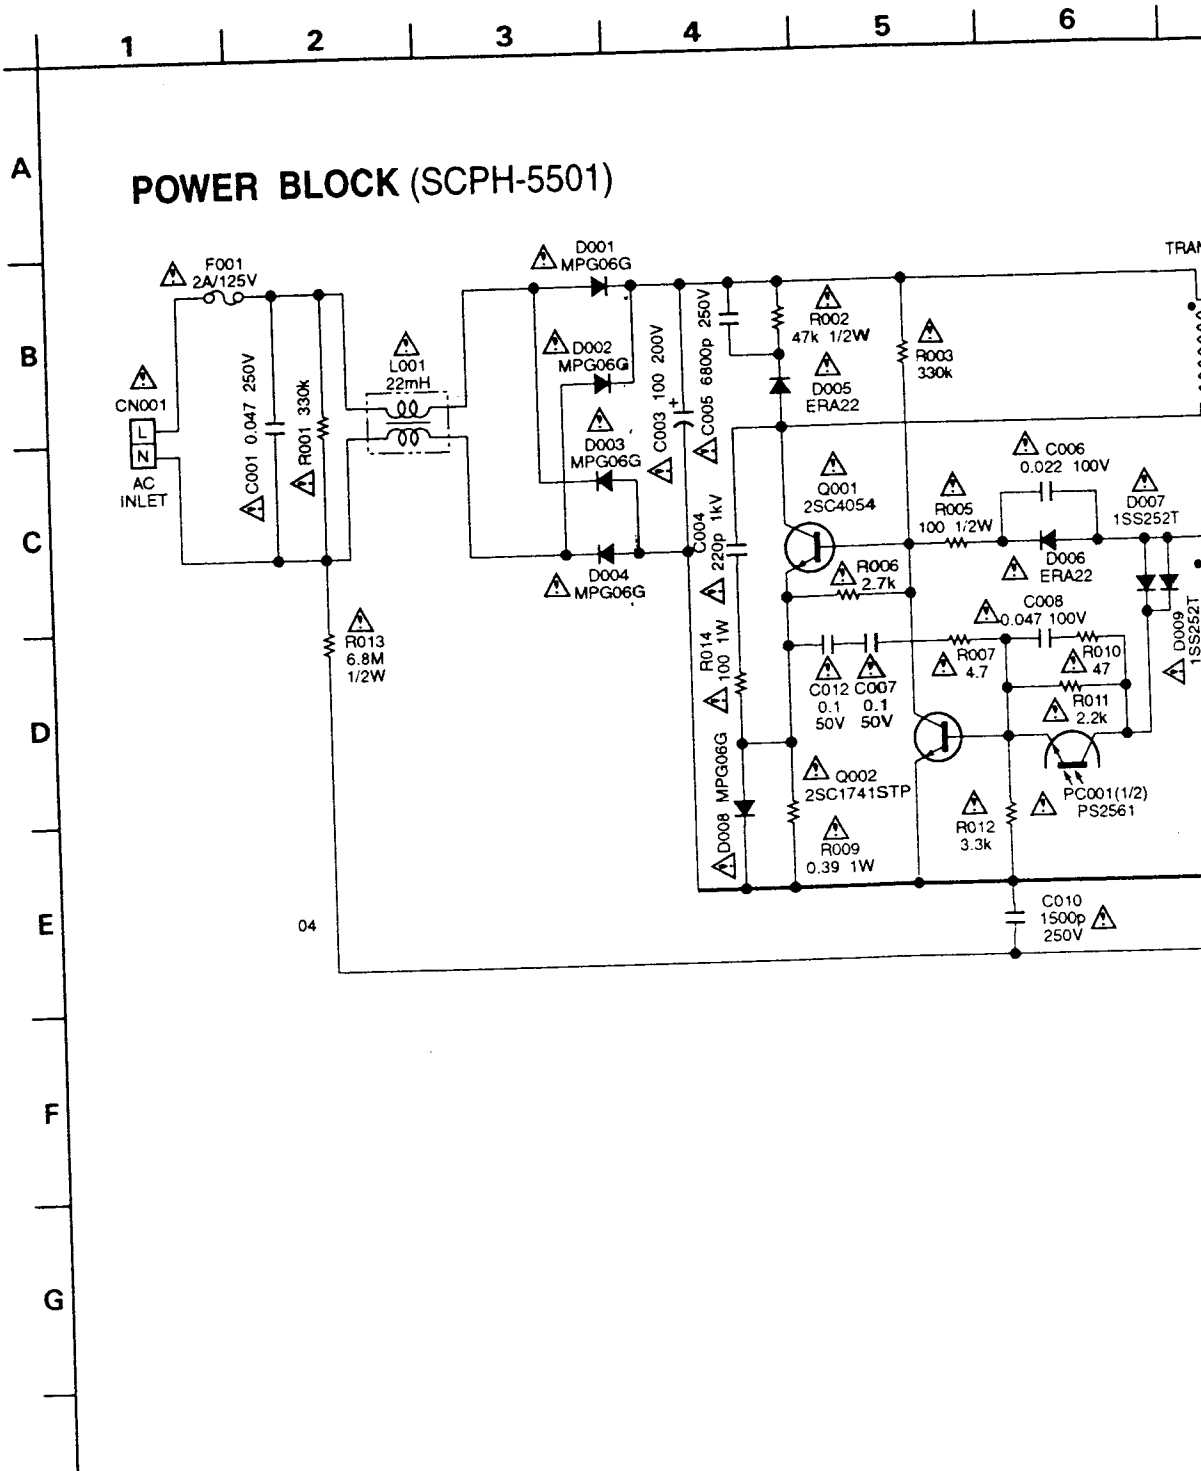 1 2 3 4 5 6
A
POWER BLOCK (SCPH-5501)
TRAN
F001
2A/125V
D001
MPG06G
B
CN001
L
N
AC
INLET
C001 0.047 250V
R001 330k
L001
22mH
D002
MPG06G
D003
MPG06G
D004
MPG06G
+
C003 100 200V
C005 6800p 250V
R002
47k 1/2W
D005
ERA22
R003
330k
C
C004
220p 1kV
Q001
2SC4054
R005
100 1/2W
C006
0.022 100V
D006
ERA22
D007
1SS252T
D009
1SS252T
R006
2.7k
C008
0.047 100V
R013
6.8M
1/2W
D
R014
100 1W
C012
0.1
50V
C007
0.1
50V
R007
4.7
R010
47
R011
2.2k
D008 MPG06G
Q002
2SC1741STP
R009
0.39 1W
R012
3.3k
PC001(1/2)
PS2561
E
04
C010
1500p
250V
F
G